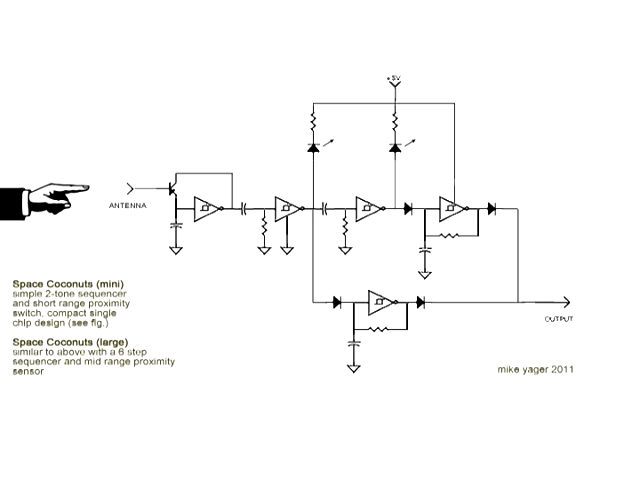 +5V
ANTENNA
Space Coconuts (mini)
simple 2-tone sequencer
and short range proximity
switch, compact single
chip design (see fig.)
Space Coconuts (large)
similar to above with a 6 step
sequencer and mid range proximity
sensor
OUTPUT
mike yager 2011